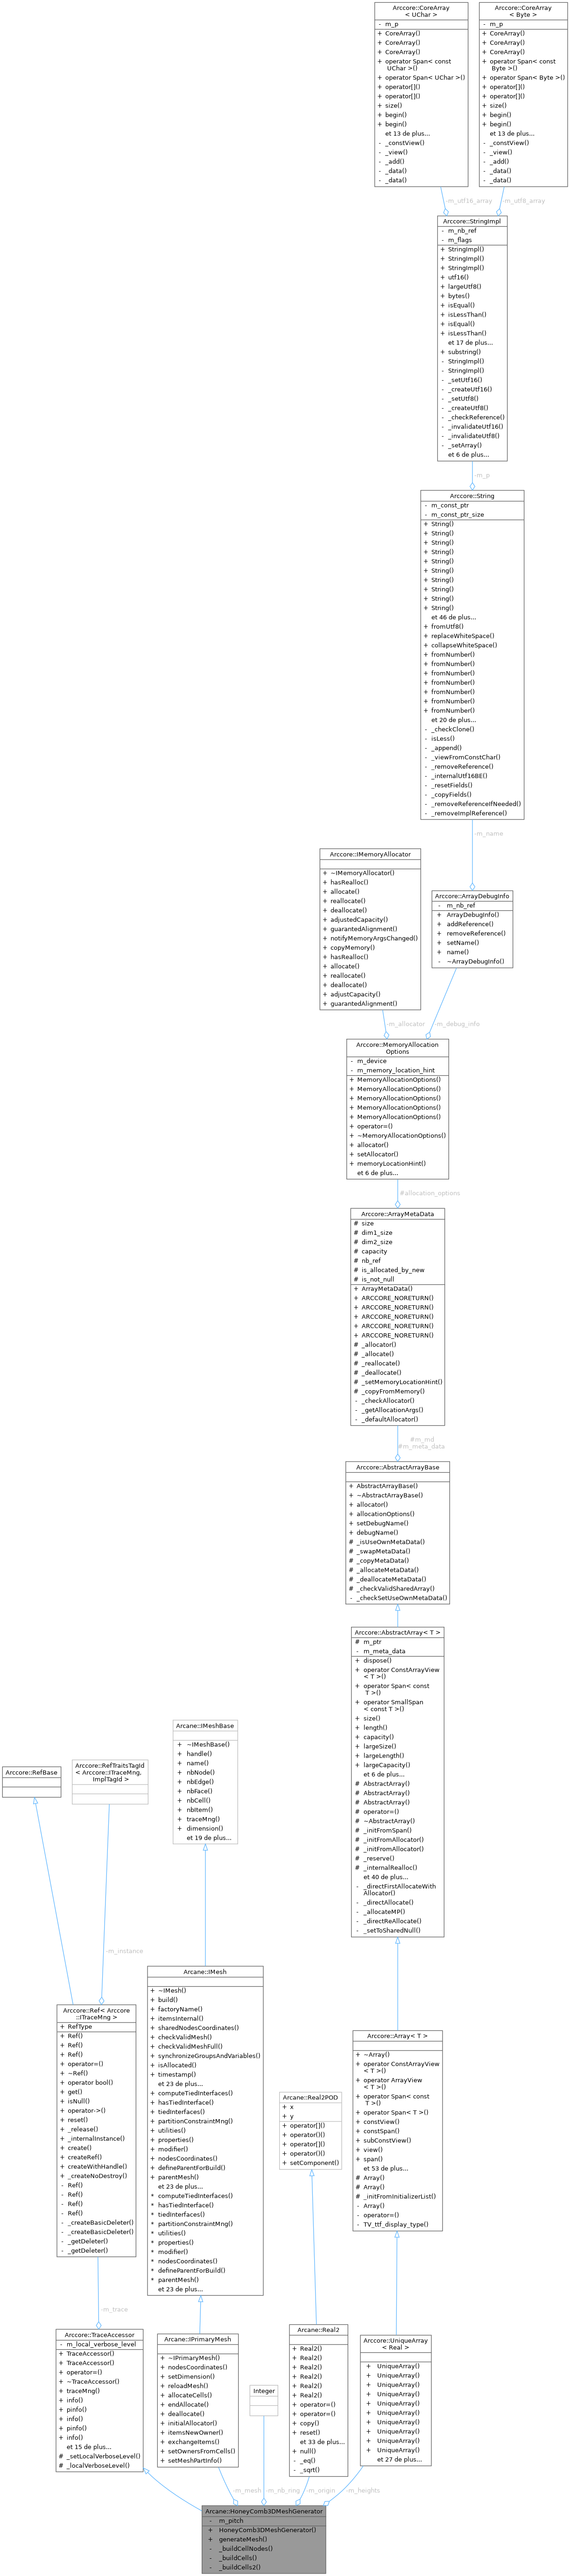 Arccore::CoreArray
< UChar >
- m_p
+ CoreArray()
+ CoreArray()
+ CoreArray()
+ operator Span< const
UChar >()
+ operator Span< UChar >()
+ operator[]()
+ operator[]()
+ size()
+ begin()
+ begin()
et 13 de plus...
- _constView()
- _view()
- _add()
- _data()
- _data()
Arccore::CoreArray
< Byte >
- m_p
+ CoreArray()
+ CoreArray()
+ CoreArray()
+ operator Span< const
Byte >()
+ operator Span< Byte >()
+ operator[]()
+ operator[]()
+ size()
+ begin()
+ begin()
et 13 de plus...
- _constView()
- _view()
- _add()
- _data()
- _data()
-m_utf16_array
-m_utf8_array
Arccore::StringImpl
- m_nb_ref
- m_flags
+ StringImpl()
+ StringImpl()
+ StringImpl()
+ utf16()
+ largeUtf8()
+ bytes()
+ isEqual()
+ isLessThan()
+ isEqual()
+ isLessThan()
et 17 de plus...
+ substring()
- StringImpl()
- StringImpl()
- _setUtf16()
- _createUtf16()
- _setUtf8()
- _createUtf8()
- _checkReference()
- _invalidateUtf16()
- _invalidateUtf8()
- _setArray()
et 6 de plus...
-m_p
Arccore::String
- m_const_ptr
- m_const_ptr_size
+ String()
+ String()
+ String()
+ String()
+ String()
+ String()
+ String()
+ String()
+ String()
+ String()
et 46 de plus...
+ fromUtf8()
+ replaceWhiteSpace()
+ collapseWhiteSpace()
+ fromNumber()
+ fromNumber()
+ fromNumber()
+ fromNumber()
+ fromNumber()
+ fromNumber()
+ fromNumber()
et 20 de plus...
- _checkClone()
- isLess()
- _append()
- _viewFromConstChar()
- _removeReference()
- _internalUtf16BE()
- _resetFields()
- _copyFields()
- _removeReferenceIfNeeded()
- _removeImplReference()
-m_name
Arccore::IMemoryAllocator
+ ~IMemoryAllocator()
+ hasRealloc()
+ allocate()
+ reallocate()
+ deallocate()
+ adjustedCapacity()
+ guarantedAlignment()
+ notifyMemoryArgsChanged()
+ copyMemory()
+ hasRealloc()
+ allocate()
+ reallocate()
+ deallocate()
+ adjustCapacity()
+ guarantedAlignment()
Arccore::ArrayDebugInfo
- m_nb_ref
+ ArrayDebugInfo()
+ addReference()
+ removeReference()
+ setName()
+ name()
- ~ArrayDebugInfo()
-m_allocator
-m_debug_info
Arccore::MemoryAllocation
Options
- m_device
- m_memory_location_hint
+ MemoryAllocationOptions()
+ MemoryAllocationOptions()
+ MemoryAllocationOptions()
+ MemoryAllocationOptions()
+ MemoryAllocationOptions()
+ operator=()
+ ~MemoryAllocationOptions()
+ allocator()
+ setAllocator()
+ memoryLocationHint()
et 6 de plus...
#allocation_options
Arccore::ArrayMetaData
# size
# dim1_size
# dim2_size
# capacity
# nb_ref
# is_allocated_by_new
# is_not_null
+ ArrayMetaData()
+ ARCCORE_NORETURN()
+ ARCCORE_NORETURN()
+ ARCCORE_NORETURN()
+ ARCCORE_NORETURN()
+ ARCCORE_NORETURN()
# _allocator()
# _allocate()
# _reallocate()
# _deallocate()
# _setMemoryLocationHint()
# _copyFromMemory()
- _checkAllocator()
- _getAllocationArgs()
- _defaultAllocator()
#m_md
#m_meta_data
Arccore::AbstractArrayBase
+ AbstractArrayBase()
+ ~AbstractArrayBase()
+ allocator()
+ allocationOptions()
+ setDebugName()
+ debugName()
# _isUseOwnMetaData()
# _swapMetaData()
# _copyMetaData()
# _allocateMetaData()
# _deallocateMetaData()
# _checkValidSharedArray()
- _checkSetUseOwnMetaData()
Arccore::AbstractArray< T >
# m_ptr
- m_meta_data
+ dispose()
+ operator ConstArrayView
< T >()
+ operator Span< const
T >()
+ operator SmallSpan
< const T >()
+ size()
+ length()
+ capacity()
+ largeSize()
+ largeLength()
+ largeCapacity()
et 6 de plus...
# AbstractArray()
# AbstractArray()
# AbstractArray()
# operator=()
# ~AbstractArray()
# _initFromSpan()
# _initFromAllocator()
# _initFromAllocator()
# _reserve()
# _internalRealloc()
et 40 de plus...
- _directFirstAllocateWith
Allocator()
- _directAllocate()
- _allocateMP()
- _directReAllocate()
- _setToSharedNull()
Arcane::IMeshBase
+ ~IMeshBase()
+ handle()
+ name()
+ nbNode()
+ nbEdge()
+ nbFace()
+ nbCell()
+ nbItem()
+ traceMng()
+ dimension()
et 19 de plus...
Arccore::RefBase
Arccore::RefTraitsTagId
< Arccore::ITraceMng,
ImplTagId >
-m_instance
Arccore::Ref< Arccore
::ITraceMng >
+ RefType
+ Ref()
+ Ref()
+ Ref()
+ operator=()
+ ~Ref()
+ operator bool()
+ get()
+ isNull()
+ operator->()
+ reset()
- _release()
- _internalInstance()
+ create()
+ createRef()
+ createWithHandle()
+ _createNoDestroy()
- Ref()
- Ref()
- Ref()
- Ref()
- _createBasicDeleter()
- _createBasicDeleter()
- _getDeleter()
- _getDeleter()
Arcane::IMesh
+ ~IMesh()
+ build()
+ factoryName()
+ itemsInternal()
+ sharedNodesCoordinates()
+ checkValidMesh()
+ checkValidMeshFull()
+ synchronizeGroupsAndVariables()
+ isAllocated()
+ timestamp()
et 23 de plus...
+ computeTiedInterfaces()
+ hasTiedInterface()
+ tiedInterfaces()
+ partitionConstraintMng()
+ utilities()
+ properties()
+ modifier()
+ nodesCoordinates()
+ defineParentForBuild()
+ parentMesh()
et 23 de plus...
* computeTiedInterfaces()
* hasTiedInterface()
* tiedInterfaces()
* partitionConstraintMng()
* utilities()
* properties()
* modifier()
* nodesCoordinates()
* defineParentForBuild()
* parentMesh()
et 23 de plus...
Arccore::Array< T >
+ ~Array()
+ operator ConstArrayView
< T >()
+ operator ArrayView
< T >()
+ operator Span< const
T >()
+ operator Span< T >()
+ constView()
+ constSpan()
+ subConstView()
+ view()
+ span()
et 53 de plus...
# Array()
# Array()
# _initFromInitializerList()
- Array()
- operator=()
- TV_ttf_display_type()
Arcane::Real2POD
+ x
+ y
+ operator[]()
+ operator()()
+ operator[]()
+ operator()()
+ setComponent()
-m_trace
Arccore::TraceAccessor
- m_local_verbose_level
+ TraceAccessor()
+ TraceAccessor()
+ operator=()
+ ~TraceAccessor()
+ traceMng()
+ info()
+ pinfo()
+ info()
+ pinfo()
+ info()
et 15 de plus...
# _setLocalVerboseLevel()
# _localVerboseLevel()
Arcane::IPrimaryMesh
+ ~IPrimaryMesh()
+ nodesCoordinates()
+ setDimension()
+ reloadMesh()
+ allocateCells()
+ endAllocate()
+ deallocate()
+ initialAllocator()
+ itemsNewOwner()
+ exchangeItems()
+ setOwnersFromCells()
+ setMeshPartInfo()
Integer
Arcane::Real2
+ Real2()
+ Real2()
+ Real2()
+ Real2()
+ Real2()
+ Real2()
+ operator=()
+ operator=()
+ copy()
+ reset()
et 33 de plus...
+ null()
- _eq()
- _sqrt()
Arccore::UniqueArray
< Real >
+ UniqueArray()
+ UniqueArray()
+ UniqueArray()
+ UniqueArray()
+ UniqueArray()
+ UniqueArray()
+ UniqueArray()
+ UniqueArray()
+ UniqueArray()
+ UniqueArray()
et 27 de plus...
-m_mesh
-m_nb_ring
-m_origin
-m_heights
Arcane::HoneyComb3DMeshGenerator
- m_pitch
+ HoneyComb3DMeshGenerator()
+ generateMesh()
- _buildCellNodes()
- _buildCells()
- _buildCells2()